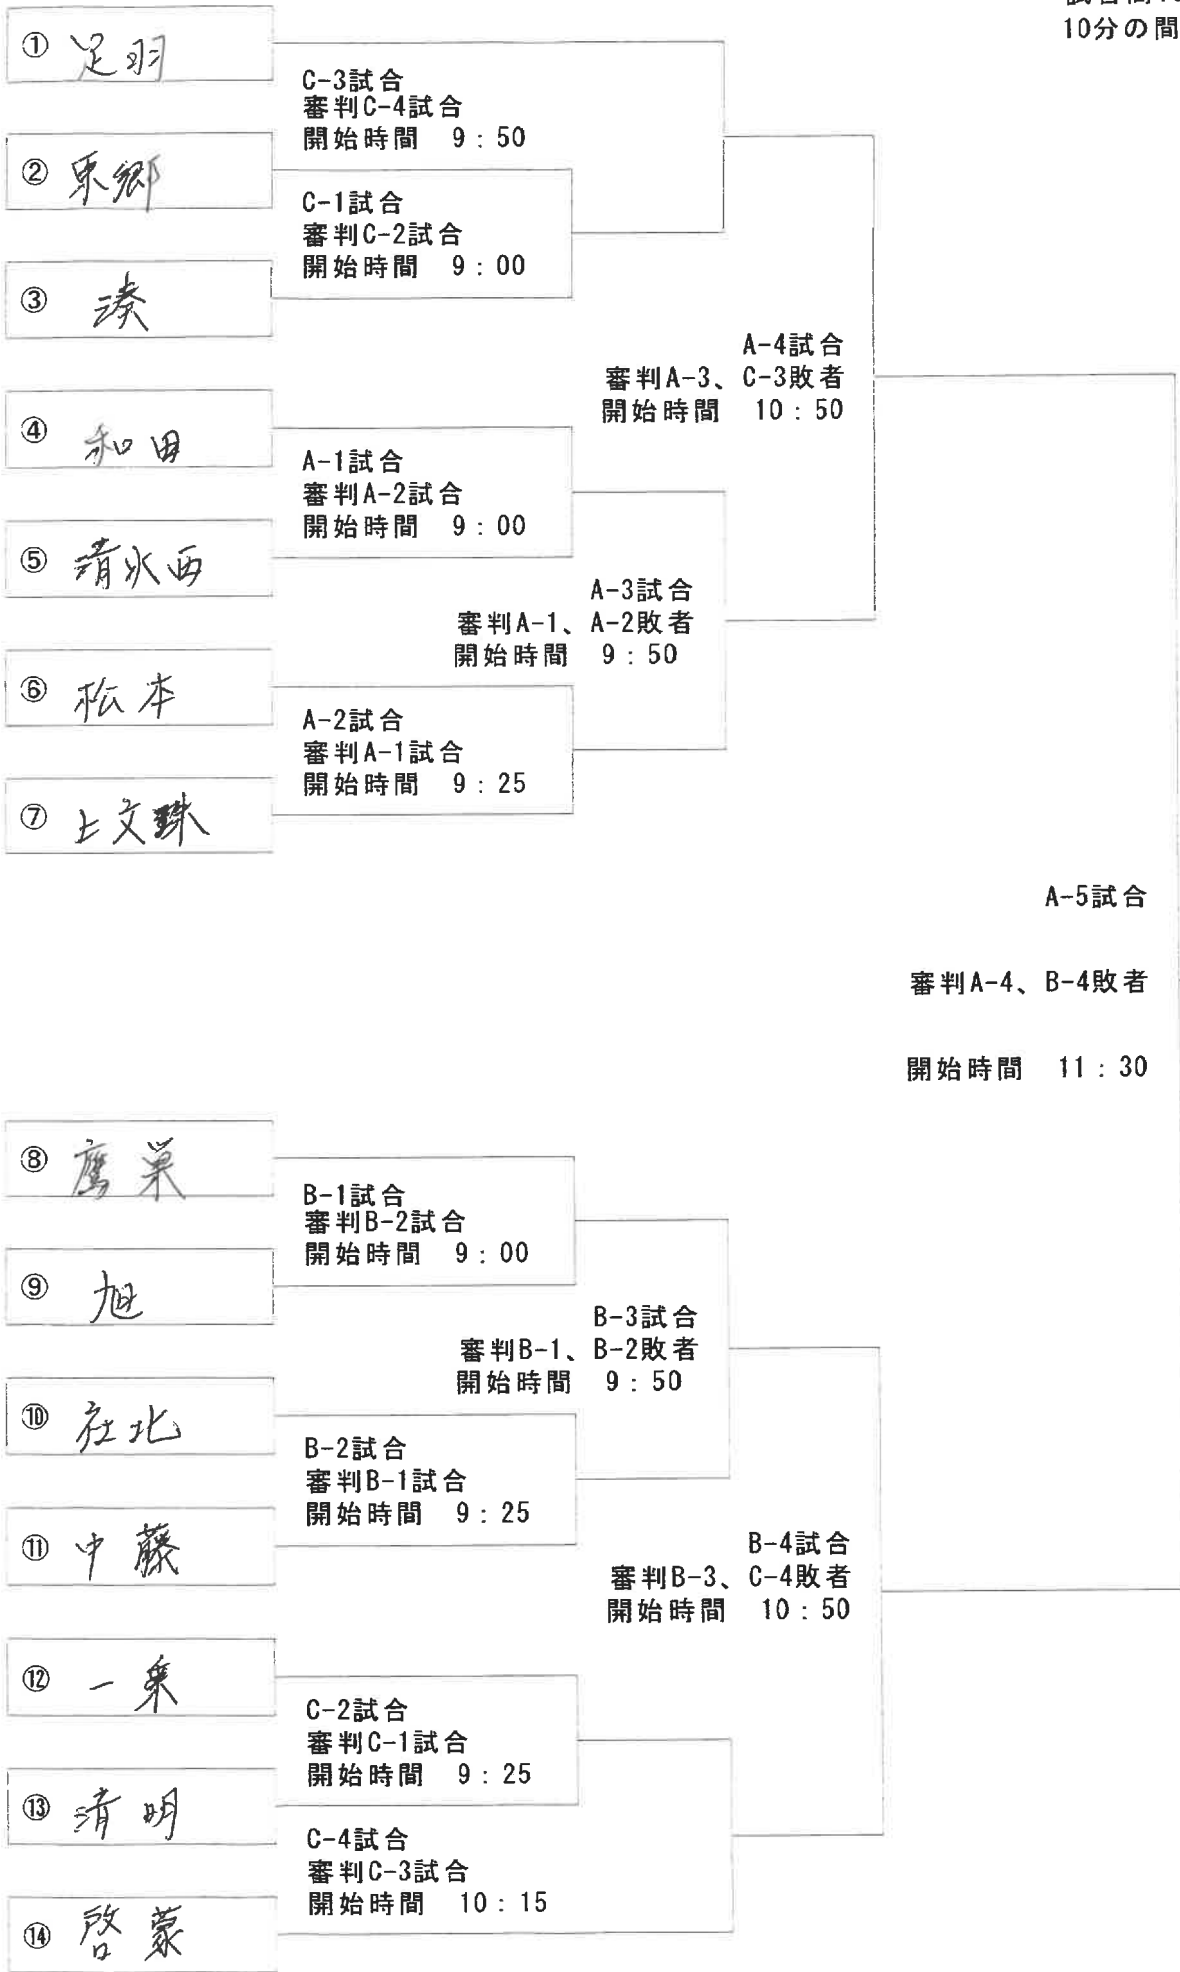 10分の間
① 足羽
C-3試合
審判C-4試合
開始時間 9：50
② 東郷
C-1試合
審判C-2試合
開始時間 9：00
③ 湊
A-4試合
審判A-3、C-3敗者
開始時間 10：50
④ 和田
A-1試合
審判A-2試合
開始時間 9：00
⑤ 清水西
A-3試合
審判A-1、A-2敗者
開始時間 9：50
⑥ 松本
A-2試合
審判A-1試合
開始時間 9：25
⑦ 上文殊
A-5試合
審判A-4、B-4敗者
開始時間 11：30
⑧ 鷹巣
B-1試合
審判B-2試合
開始時間 9：00
⑨ 旭
B-3試合
審判B-1、B-2敗者
開始時間 9：50
⑩ 社北
B-2試合
審判B-1試合
開始時間 9：25
⑪ 中藤
B-4試合
審判B-3、C-4敗者
開始時間 10：50
⑫ 一乗
C-2試合
審判C-1試合
開始時間 9：25
⑬ 清明
C-4試合
審判C-3試合
開始時間 10：15
⑭ 啓蒙